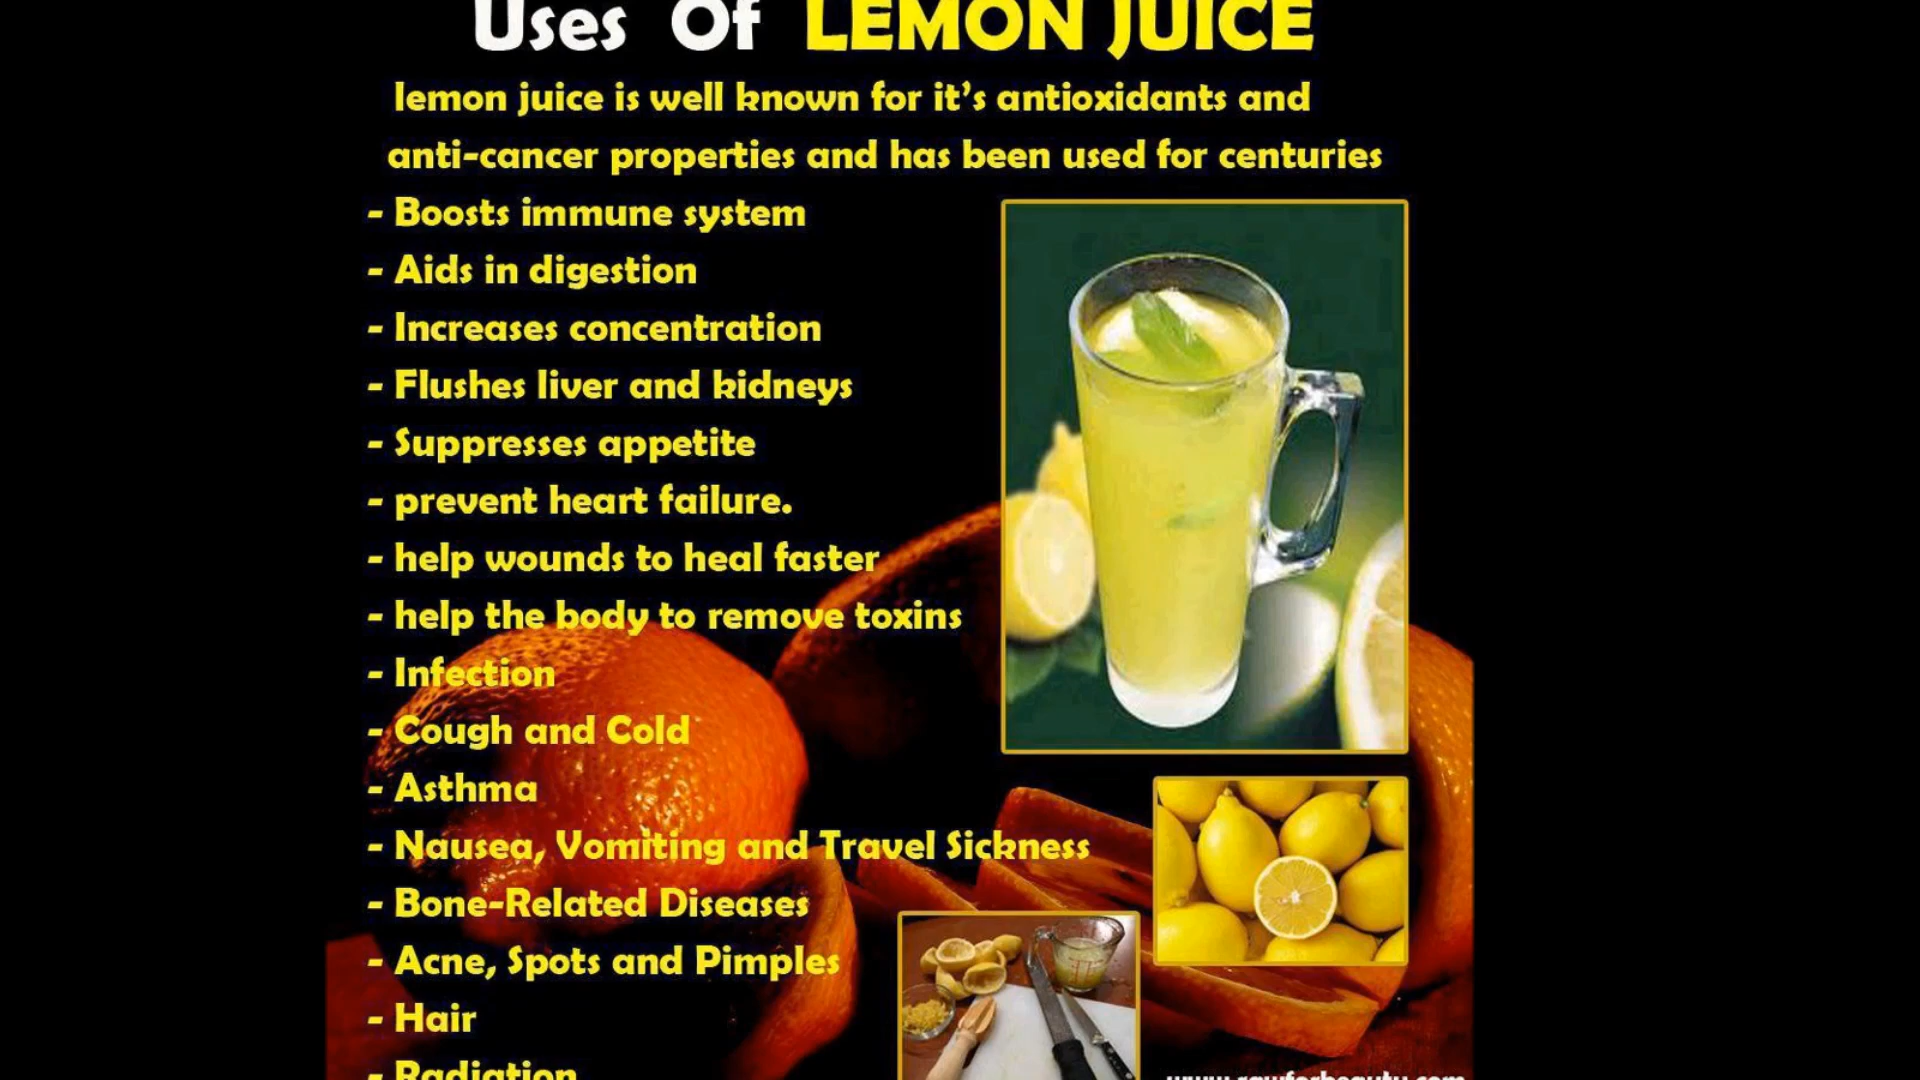 Uses Of LEMON JUICE
lemon juice is well known for it's antioxidants and
anti-cancer properties and has been used for centuries
- Boosts immune system
- Aids in digestion
- Increases concentration
- Flushes liver and kidneys
- Suppresses appetite
- prevent heart failure.
- help wounds to heal faster
- help the body to remove toxins
- Infection
- Cough and Cold
- Asthma
- Nausea, Vomiting and Travel Sickness
- Bone-Related Diseases
- Acne, Spots and Pimples
- Hair
- Radiation
www.rawforbeauty.com